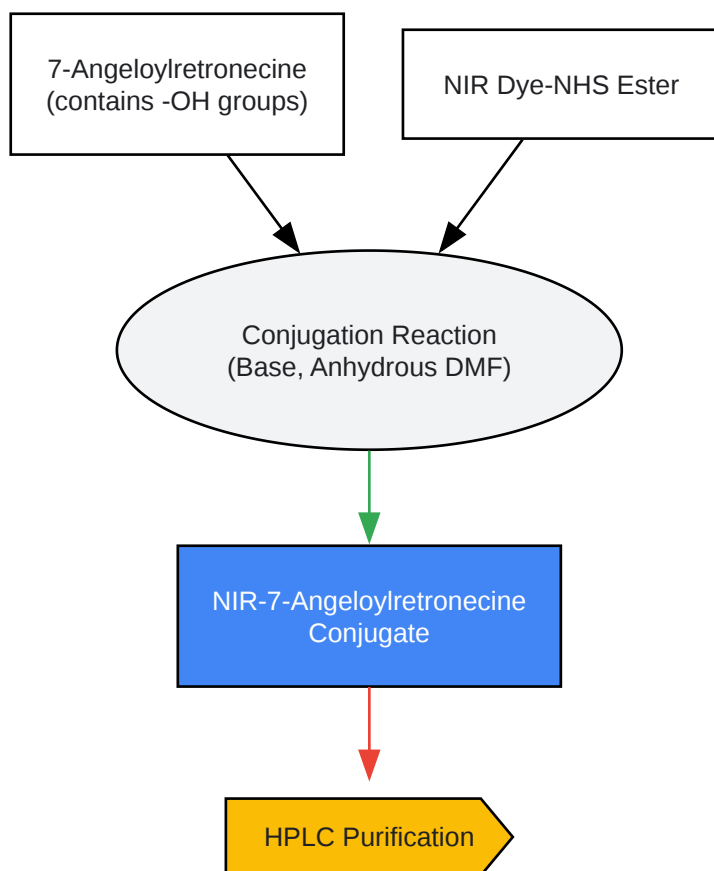 7-Angeloylretronecine
(contains -OH groups)
NIR Dye-NHS Ester
Conjugation Reaction
(Base, Anhydrous DMF)
NIR-7-Angeloylretronecine
Conjugate
HPLC Purification